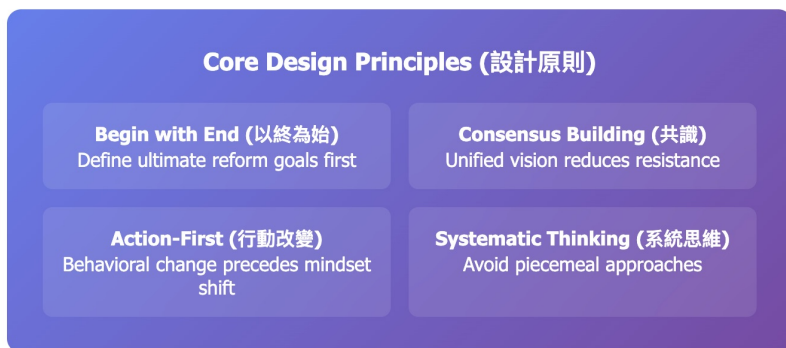 Core Design Principles (設計原則)
Begin with End (以終為始)
Define ultimate reform goals first
Consensus Building (共識)
Unified vision reduces resistance
Action-First (行動改變)
Behavioral change precedes mindset
shift
Systematic Thinking (系統思維)
Avoid piecemeal approaches